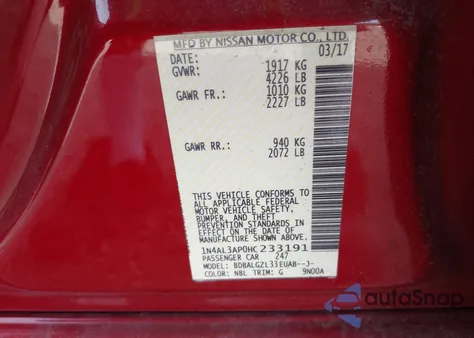 MFD BY NISSAN MOTOR CO., LTD.
DATE: 03/17
GVWR: 1917 KG
4226 LB
GAWR FR.: 1010 KG
2227 LB
GAWR RR.: 940 KG
2072 LB
THIS VEHICLE CONFORMS TO
ALL APPLICABLE FEDERAL
MOTOR VEHICLE SAFETY,
BUMPER, AND THEFT
PREVENTION STANDARDS
IN EFFECT ON THE DATE OF
MANUFACTURE SHOWN ABOVE.
1N4AL3AP0HC233191
PASSENGER CAR 247
MODEL: BDBALGZL33EUAB--J-
COLOR: NBL TRIM: G 9N00A
autoSnap